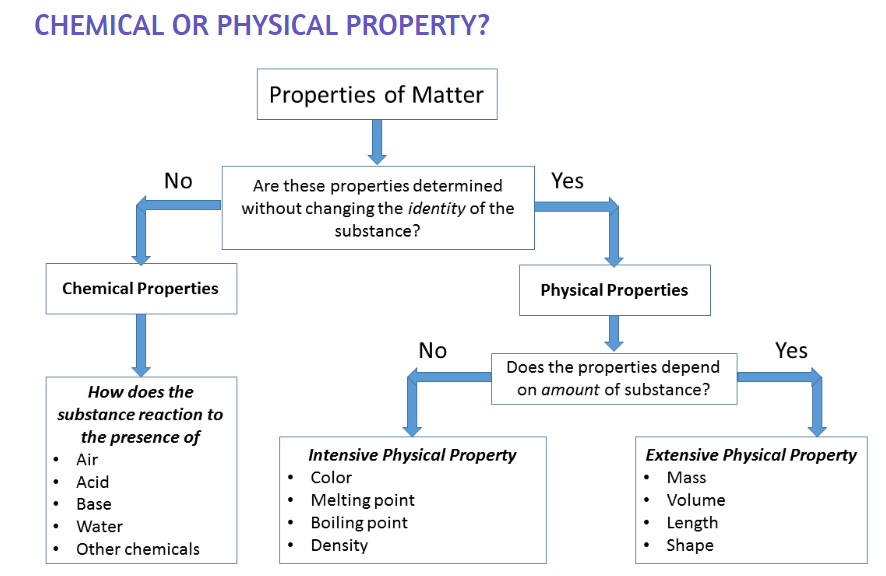 CHEMICAL OR PHYSICAL PROPERTY?
Properties of Matter
No
Are these properties determined
without changing the identity of the
substance?
Yes
Chemical Properties
Physical Properties
No
Does the properties depend
on amount of substance?
Yes
How does the
substance reaction to
the presence of
• Air
• Acid
• Base
• Water
• Other chemicals
Intensive Physical Property
• Color
• Melting point
• Boiling point
• Density
Extensive Physical Property
• Mass
• Volume
• Length
• Shape